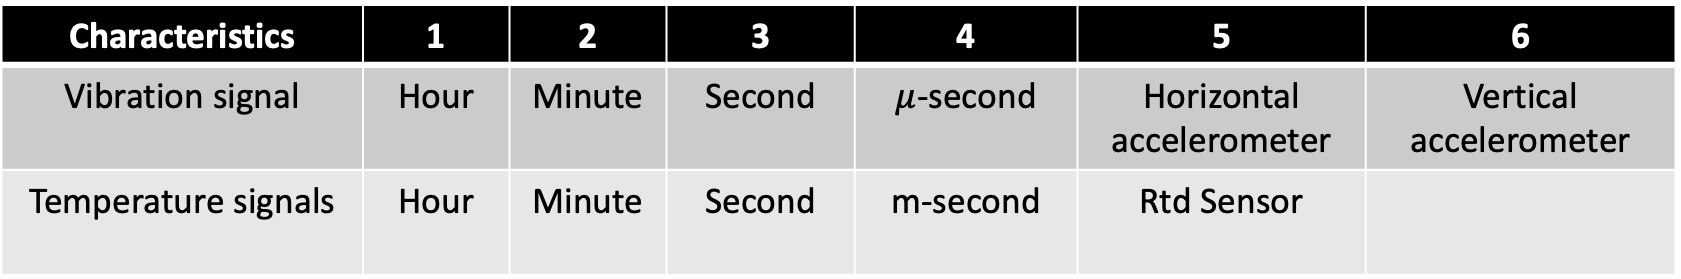 Characteristics 1 2 3 4 5 6
Vibration signal Hour Minute Second μ-second Horizontal accelerometer Vertical accelerometer
Temperature signals Hour Minute Second m-second Rtd Sensor